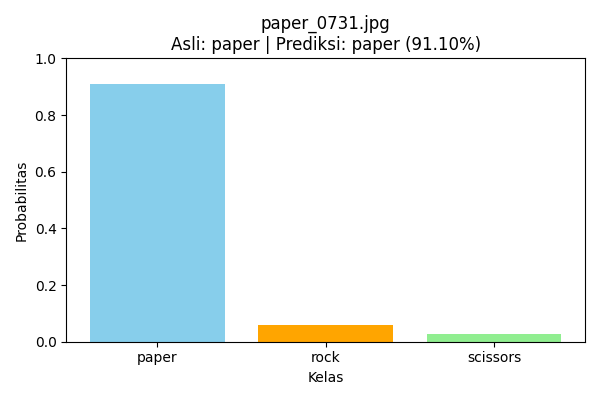 paper_0731.jpg
Asli: paper | Prediksi: paper (91.10%)
1.0
0.8
0.6
0.4
0.2
0.0
Probabilitas
paper rock scissors
Kelas